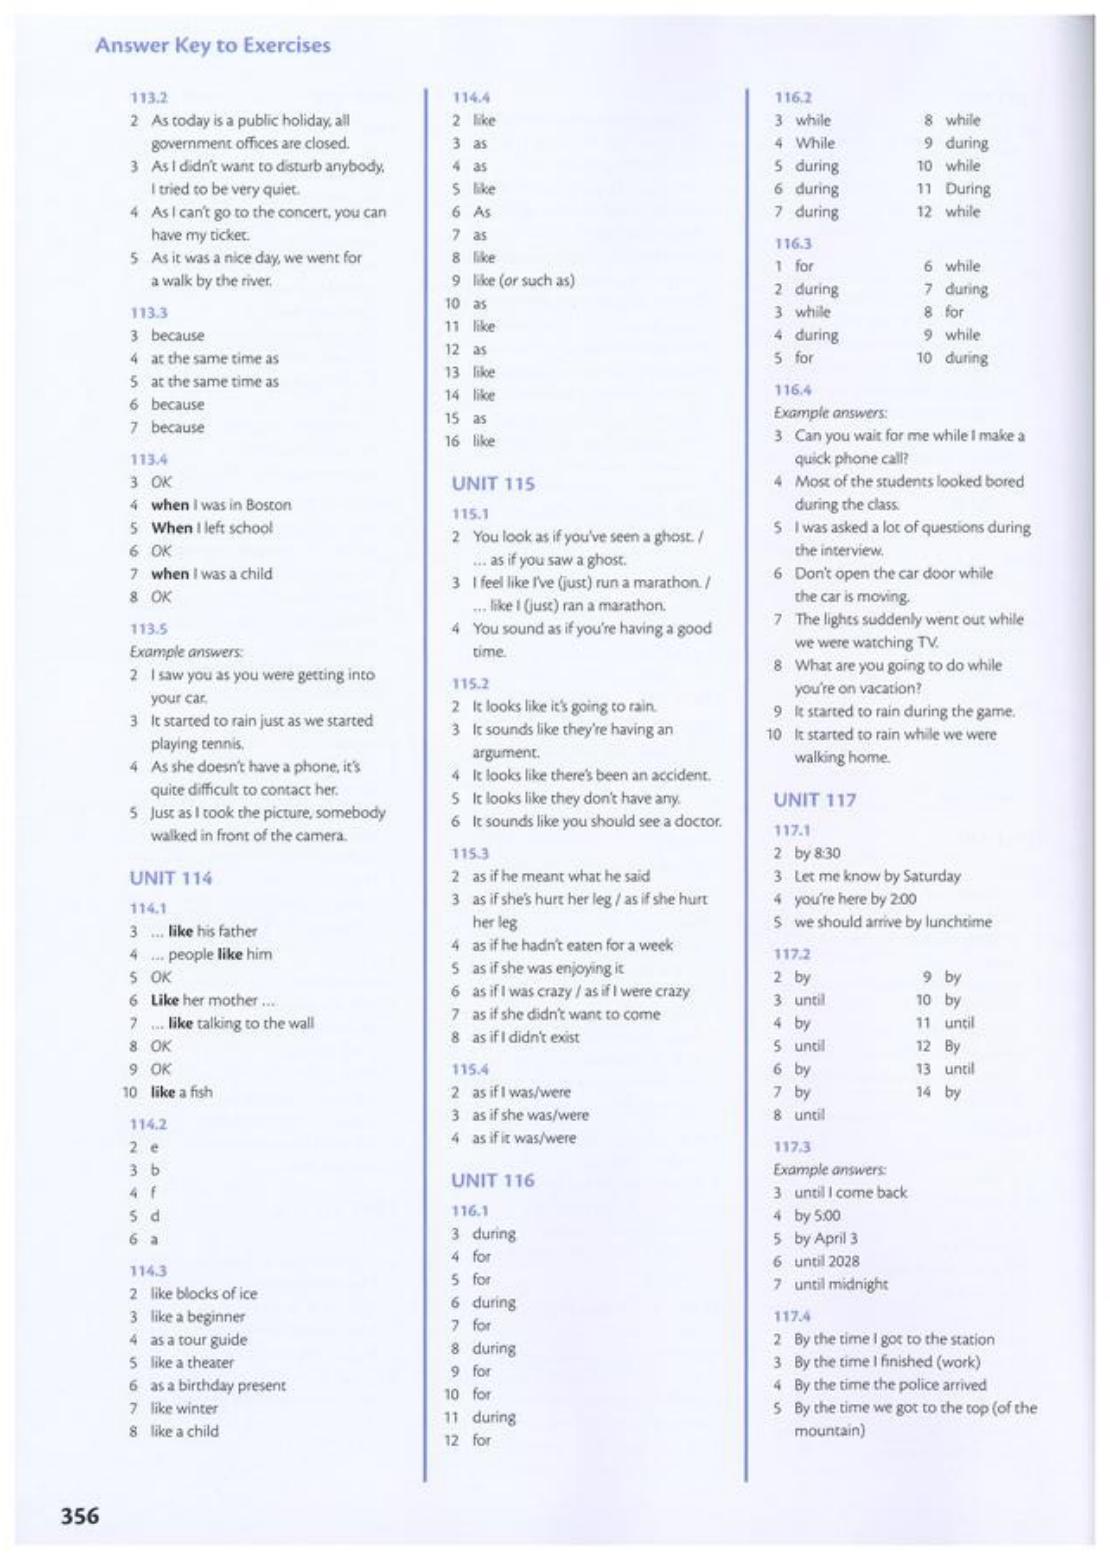 Answer Key to Exercises
113.2
2 As today is a public holiday, all
government offices are closed.
3 As I didn't want to disturb anybody,
I tried to be very quiet.
4 As I can't go to the concert, you can
have my ticket.
5 As it was a nice day, we went for
a walk by the river.
113.3
3 because
4 at the same time as
5 at the same time as
6 because
7 because
113.4
3 OK
4 when I was in Boston
5 When I left school
6 OK
7 when I was a child
8 OK
113.5
Example answers:
2 I saw you as you were getting into
your car.
3 It started to rain just as we started
playing tennis.
4 As she doesn't have a phone, it's
quite difficult to contact her.
5 Just as I took the picture, somebody
walked in front of the camera.
UNIT 114
114.1
3 ... like his father
4 ... people like him
5 OK
6 Like her mother ...
7 ... like talking to the wall
8 OK
9 OK
10 like a fish
114.2
2 e
3 b
4 f
5 d
6 a
114.3
2 like blocks of ice
3 like a beginner
4 as a tour guide
5 like a theater
6 as a birthday present
7 like winter
8 like a child
114.4
2 like
3 as
4 as
5 like
6 As
7 as
8 like
9 like (or such as)
10 as
11 like
12 as
13 like
14 like
15 as
16 like
UNIT 115
115.1
2 You look as if you've seen a ghost. /
... as if you saw a ghost.
3 I feel like I've (just) run a marathon. /
... like I (just) ran a marathon.
4 You sound as if you're having a good
time.
115.2
2 It looks like it's going to rain.
3 It sounds like they're having an
argument.
4 It looks like there's been an accident.
5 It looks like they don't have any.
6 It sounds like you should see a doctor.
115.3
2 as if he meant what he said
3 as if she's hurt her leg / as if she hurt
her leg
4 as if he hadn't eaten for a week
5 as if she was enjoying it
6 as if I was crazy / as if I were crazy
7 as if she didn't want to come
8 as if I didn't exist
115.4
2 as if I was/were
3 as if she was/were
4 as if it was/were
UNIT 116
116.1
3 during
4 for
5 for
6 during
7 for
8 during
9 for
10 for
11 during
12 for
116.2
3 while 8 while
4 While 9 during
5 during 10 while
6 during 11 During
7 during 12 while
116.3
1 for 6 while
2 during 7 during
3 while 8 for
4 during 9 while
5 for 10 during
116.4
Example answers:
3 Can you wait for me while I make a
quick phone call?
4 Most of the students looked bored
during the class.
5 I was asked a lot of questions during
the interview.
6 Don't open the car door while
the car is moving.
7 The lights suddenly went out while
we were watching TV.
8 What are you going to do while
you're on vacation?
9 It started to rain during the game.
10 It started to rain while we were
walking home.
UNIT 117
117.1
2 by 8:30
3 Let me know by Saturday
4 you're here by 2:00
5 we should arrive by lunchtime
117.2
2 by 9 by
3 until 10 by
4 by 11 until
5 until 12 By
6 by 13 until
7 by 14 by
8 until
117.3
Example answers:
3 until I come back
4 by 5:00
5 by April 3
6 until 2028
7 until midnight
117.4
2 By the time I got to the station
3 By the time I finished (work)
4 By the time the police arrived
5 By the time we got to the top (of the
mountain)
356